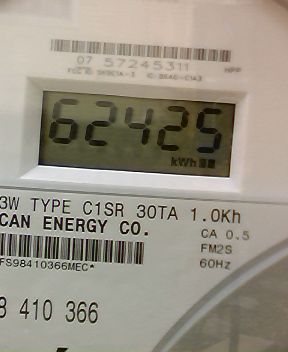 07 57245311
HPP
62425
kWh
3W TYPE C1SR 30TA 1.0Kh
CAN ENERGY CO.
CA 0.5
FM2S
60Hz
FS98410366MEC*
8 410 366